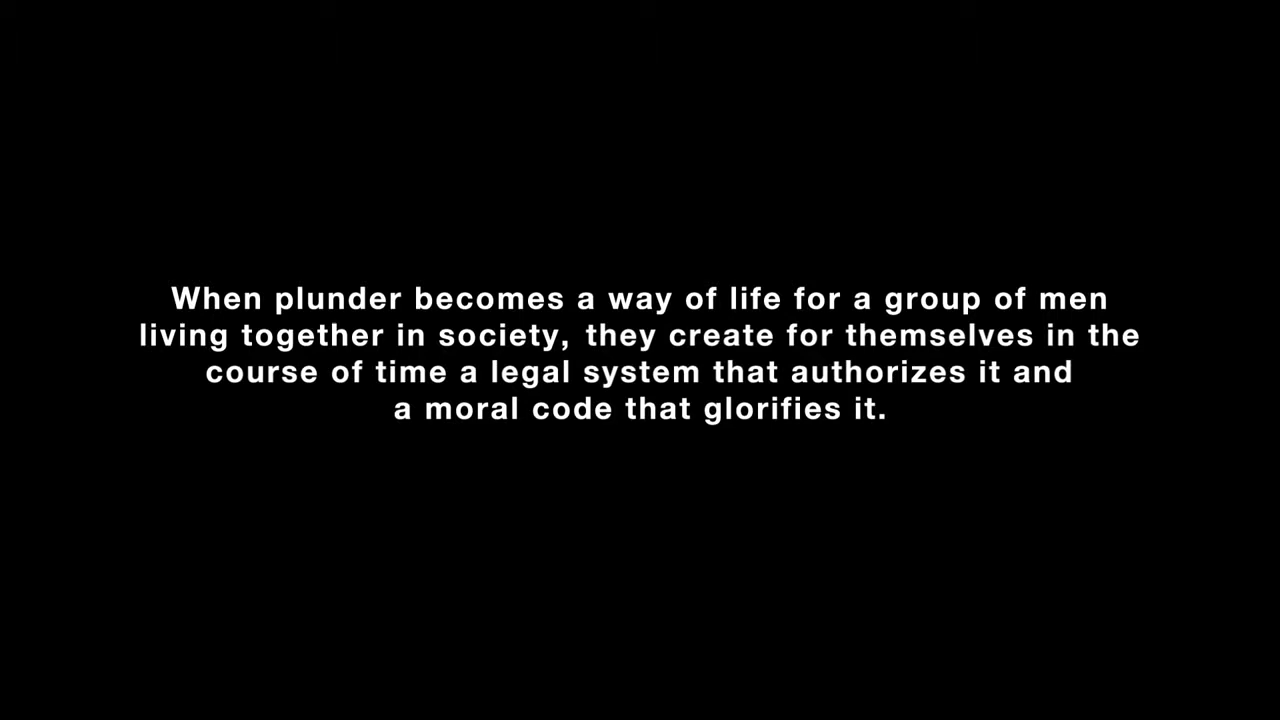 When plunder becomes a way of life for a group of men
living together in society, they create for themselves in the
course of time a legal system that authorizes it and
a moral code that glorifies it.